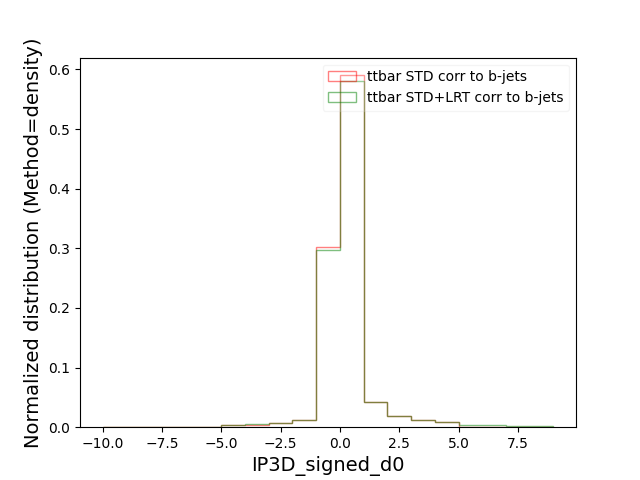 ttbar STD corr to b-jets
ttbar STD+LRT corr to b-jets
Normalized distribution (Method=density)
0.6
0.5
0.4
0.3
0.2
0.1
0.0
−10.0 −7.5 −5.0 −2.5 0.0 2.5 5.0 7.5
IP3D_signed_d0